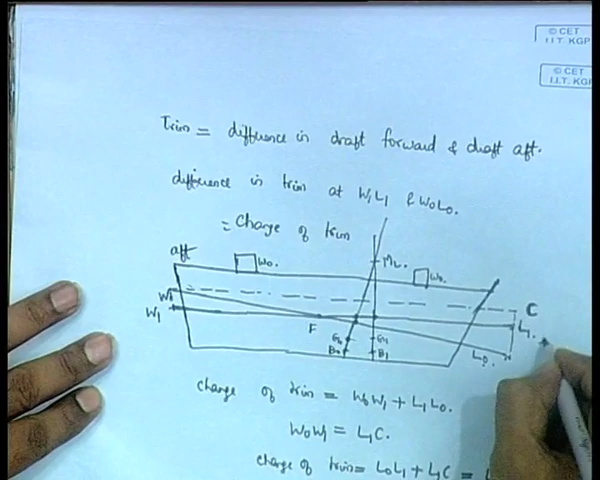 © CET
I.I.T. KGP
© CET
I.I.T. KGP
Trim = difference in draft forward & draft aft.
difference in trim at W₁L₁ & W₀L₀.
= Change of trim
aft
W₀.
M_L.
W₀.
W₀
C
W₁
F
L₁.
G₀ G₁
B₀ B₁
L₀.
Change of trim = W₀W₁ + L₁L₀.
W₀W₁ = L₁C.
Change of trim = L₀L₁ + L₁C = L